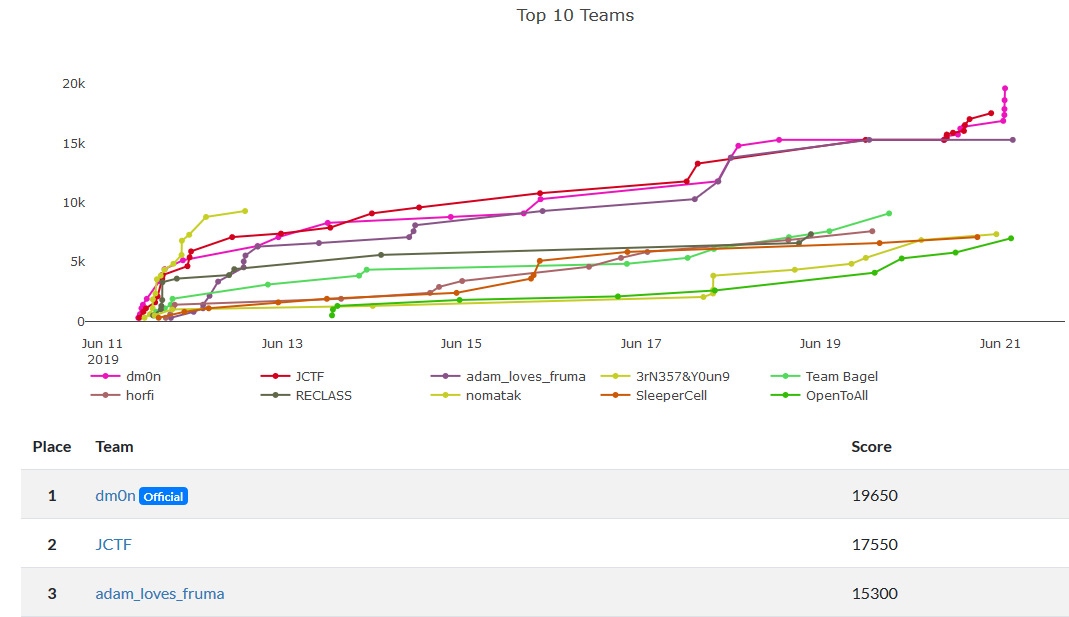 Top 10 Teams
20k
15k
10k
5k
0
Jun 11
2019
Jun 13
Jun 15
Jun 17
Jun 19
Jun 21
dm0n JCTF adam_loves_fruma 3rN357&Y0un9 Team Bagel
horfi RECLASS nomatak SleeperCell OpenToAll
Place Team Score
1 dm0n Official 19650
2 JCTF 17550
3 adam_loves_fruma 15300